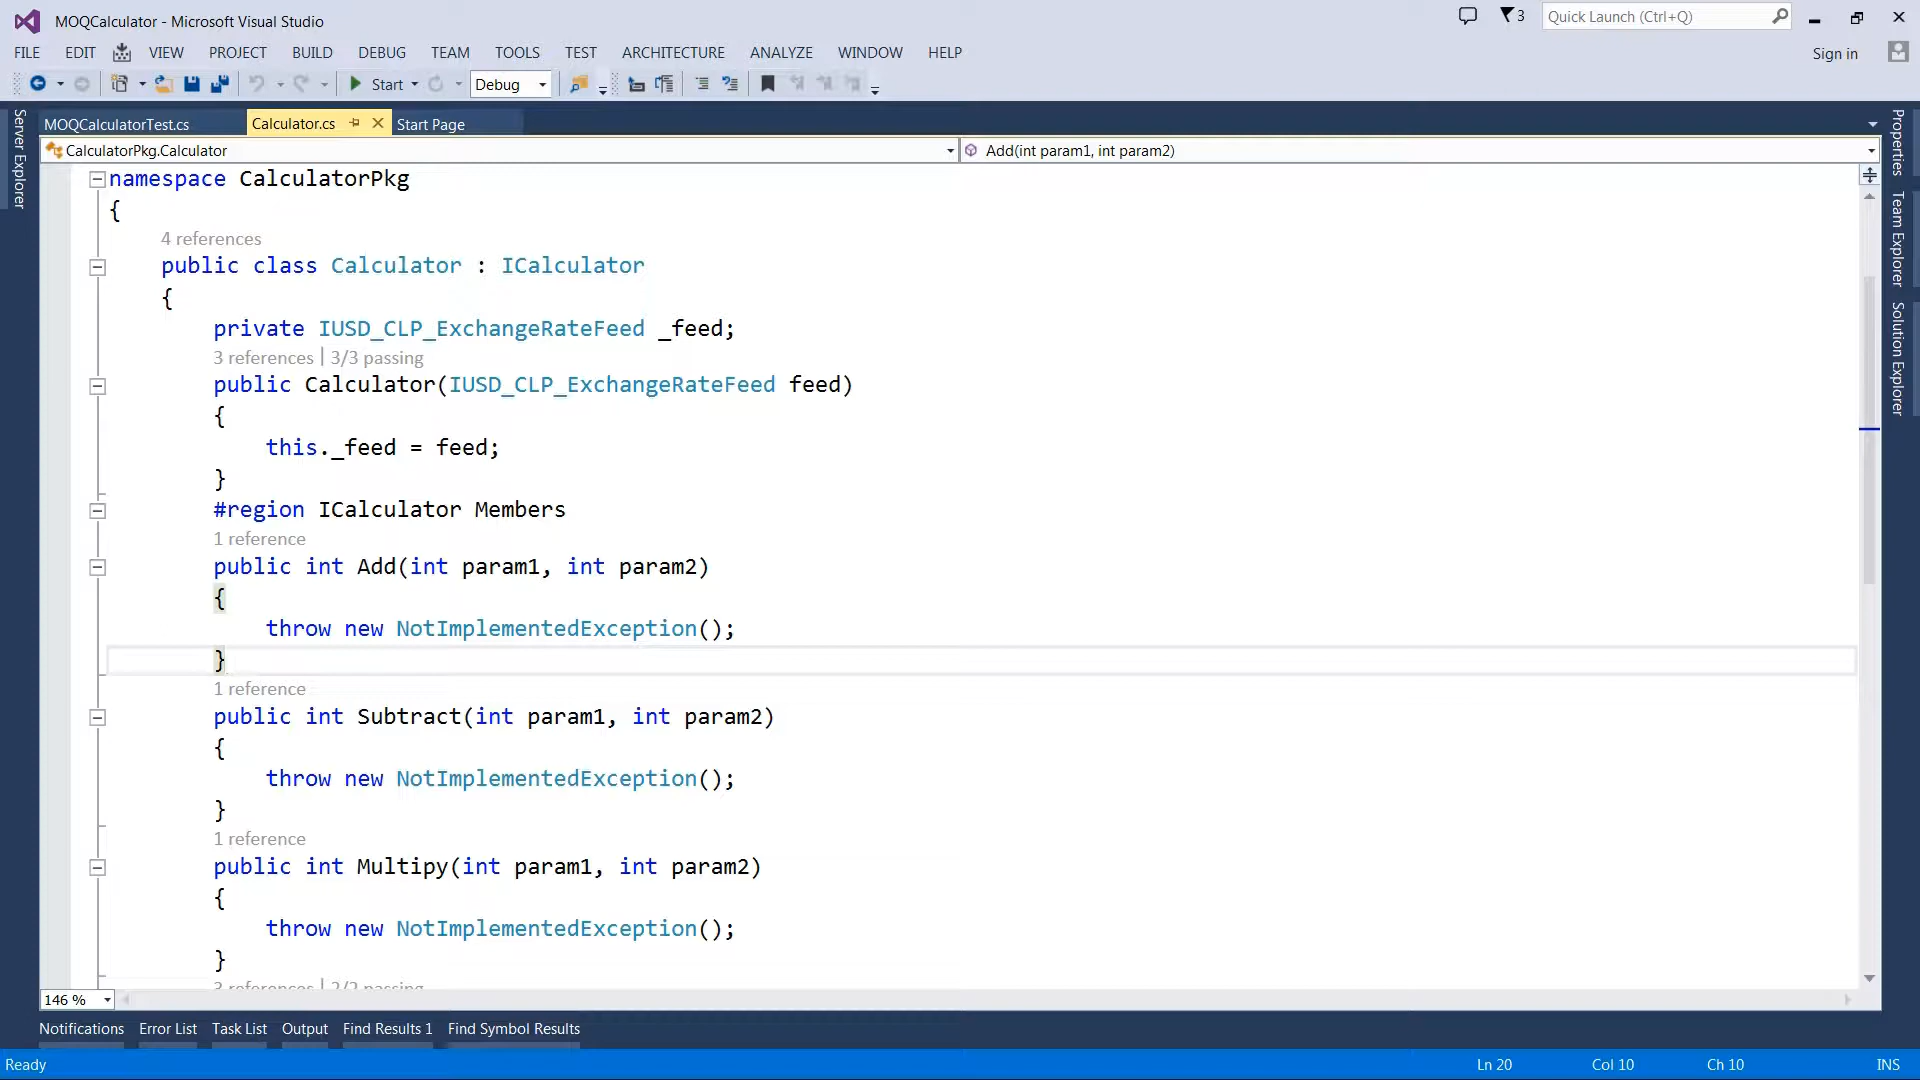 MOQCalculator - Microsoft Visual Studio
3
Quick Launch (Ctrl+Q)
FILE EDIT VIEW PROJECT BUILD DEBUG TEAM TOOLS TEST ARCHITECTURE ANALYZE WINDOW HELP
Sign in
Start
Debug
MOQCalculatorTest.cs
Calculator.cs
Start Page
Server Explorer
Properties
Team Explorer
Solution Explorer
CalculatorPkg.Calculator
Add(int param1, int param2)
namespace CalculatorPkg
{
4 references
public class Calculator : ICalculator
{
private IUSD_CLP_ExchangeRateFeed _feed;
3 references | 3/3 passing
public Calculator(IUSD_CLP_ExchangeRateFeed feed)
{
this._feed = feed;
}
#region ICalculator Members
1 reference
public int Add(int param1, int param2)
{
throw new NotImplementedException();
}
1 reference
public int Subtract(int param1, int param2)
{
throw new NotImplementedException();
}
1 reference
public int Multipy(int param1, int param2)
{
throw new NotImplementedException();
}
3 references | 2/2 passing
146 %
Notifications Error List Task List Output Find Results 1 Find Symbol Results
Ready
Ln 20
Col 10
Ch 10
INS